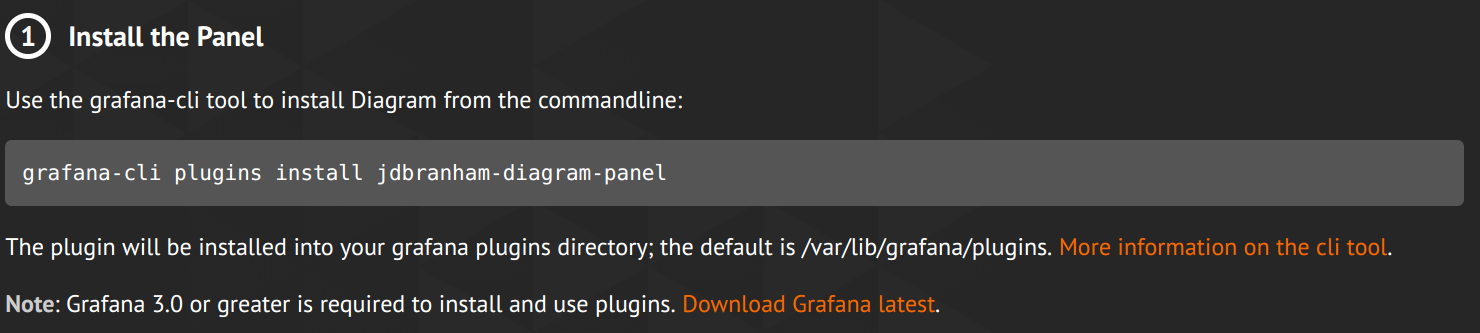 1 Install the Panel
Use the grafana-cli tool to install Diagram from the commandline:
grafana-cli plugins install jdbranham-diagram-panel
The plugin will be installed into your grafana plugins directory; the default is /var/lib/grafana/plugins. More information on the cli tool.
Note: Grafana 3.0 or greater is required to install and use plugins. Download Grafana latest.